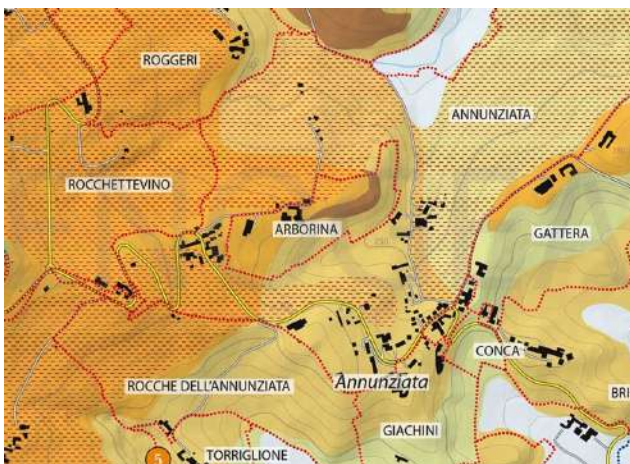 ROGGERI
ANNUNZIATA
ROCCHETTEVINO
ARBORINA
GATTERA
CONCA
ROCCHE DELL'ANNUNZIATA
Annunziata
BRI
GIACHINI
TORRIGLIONE
5